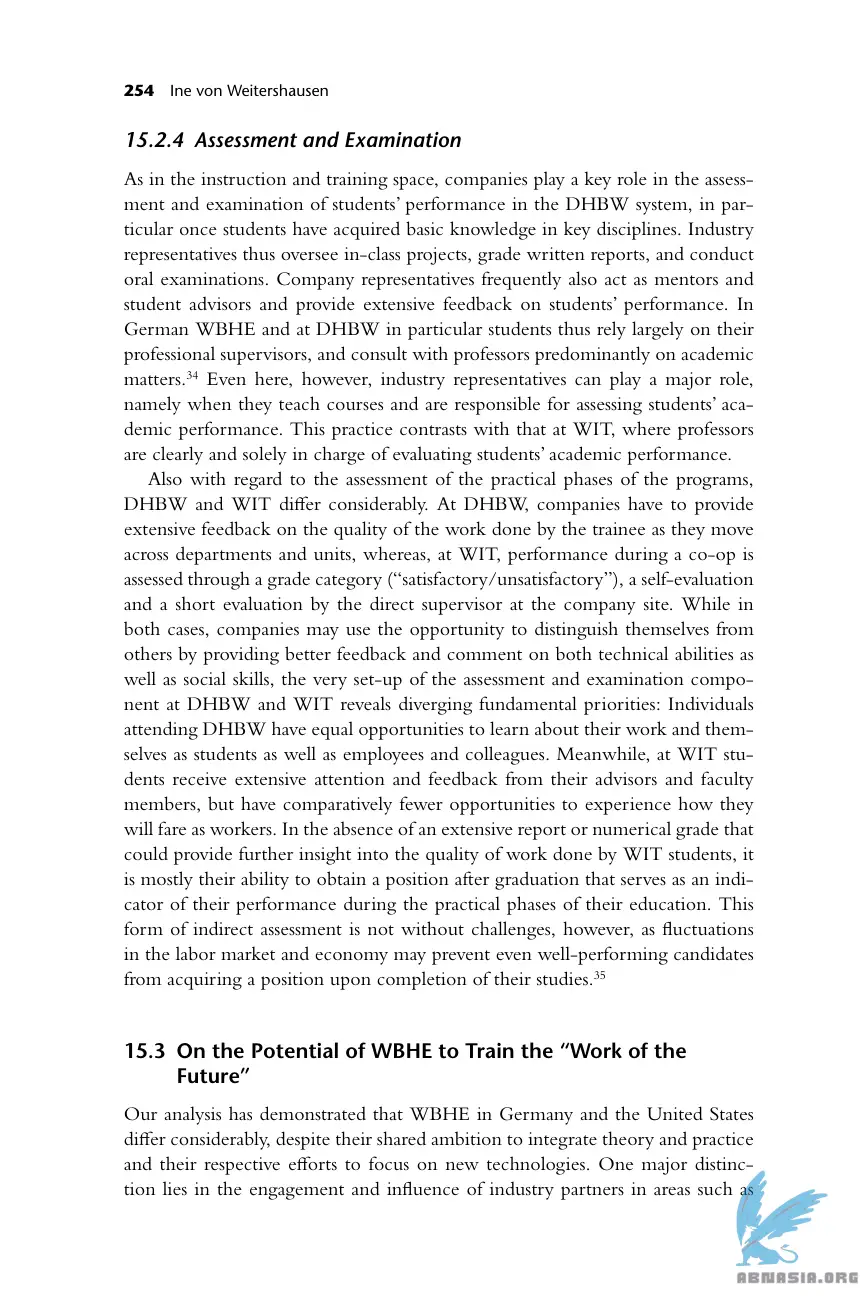 254 Ine von Weitershausen
15.2.4 Assessment and Examination
As in the instruction and training space, companies play a key role in the assess-
ment and examination of students’ performance in the DHBW system, in par-
ticular once students have acquired basic knowledge in key disciplines. Industry
representatives thus oversee in-class projects, grade written reports, and conduct
oral examinations. Company representatives frequently also act as mentors and
student advisors and provide extensive feedback on students’ performance. In
German WBHE and at DHBW in particular students thus rely largely on their
professional supervisors, and consult with professors predominantly on academic
matters.34 Even here, however, industry representatives can play a major role,
namely when they teach courses and are responsible for assessing students’ aca-
demic performance. This practice contrasts with that at WIT, where professors
are clearly and solely in charge of evaluating students’ academic performance.
Also with regard to the assessment of the practical phases of the programs,
DHBW and WIT differ considerably. At DHBW, companies have to provide
extensive feedback on the quality of the work done by the trainee as they move
across departments and units, whereas, at WIT, performance during a co-op is
assessed through a grade category (“satisfactory/unsatisfactory”), a self-evaluation
and a short evaluation by the direct supervisor at the company site. While in
both cases, companies may use the opportunity to distinguish themselves from
others by providing better feedback and comment on both technical abilities as
well as social skills, the very set-up of the assessment and examination compo-
nent at DHBW and WIT reveals diverging fundamental priorities: Individuals
attending DHBW have equal opportunities to learn about their work and them-
selves as students as well as employees and colleagues. Meanwhile, at WIT stu-
dents receive extensive attention and feedback from their advisors and faculty
members, but have comparatively fewer opportunities to experience how they
will fare as workers. In the absence of an extensive report or numerical grade that
could provide further insight into the quality of work done by WIT students, it
is mostly their ability to obtain a position after graduation that serves as an indi-
cator of their performance during the practical phases of their education. This
form of indirect assessment is not without challenges, however, as fluctuations
in the labor market and economy may prevent even well-performing candidates
from acquiring a position upon completion of their studies.35
15.3 On the Potential of WBHE to Train the “Work of the
Future”
Our analysis has demonstrated that WBHE in Germany and the United States
differ considerably, despite their shared ambition to integrate theory and practice
and their respective efforts to focus on new technologies. One major distinc-
tion lies in the engagement and influence of industry partners in areas such as
ABNASIA.ORG